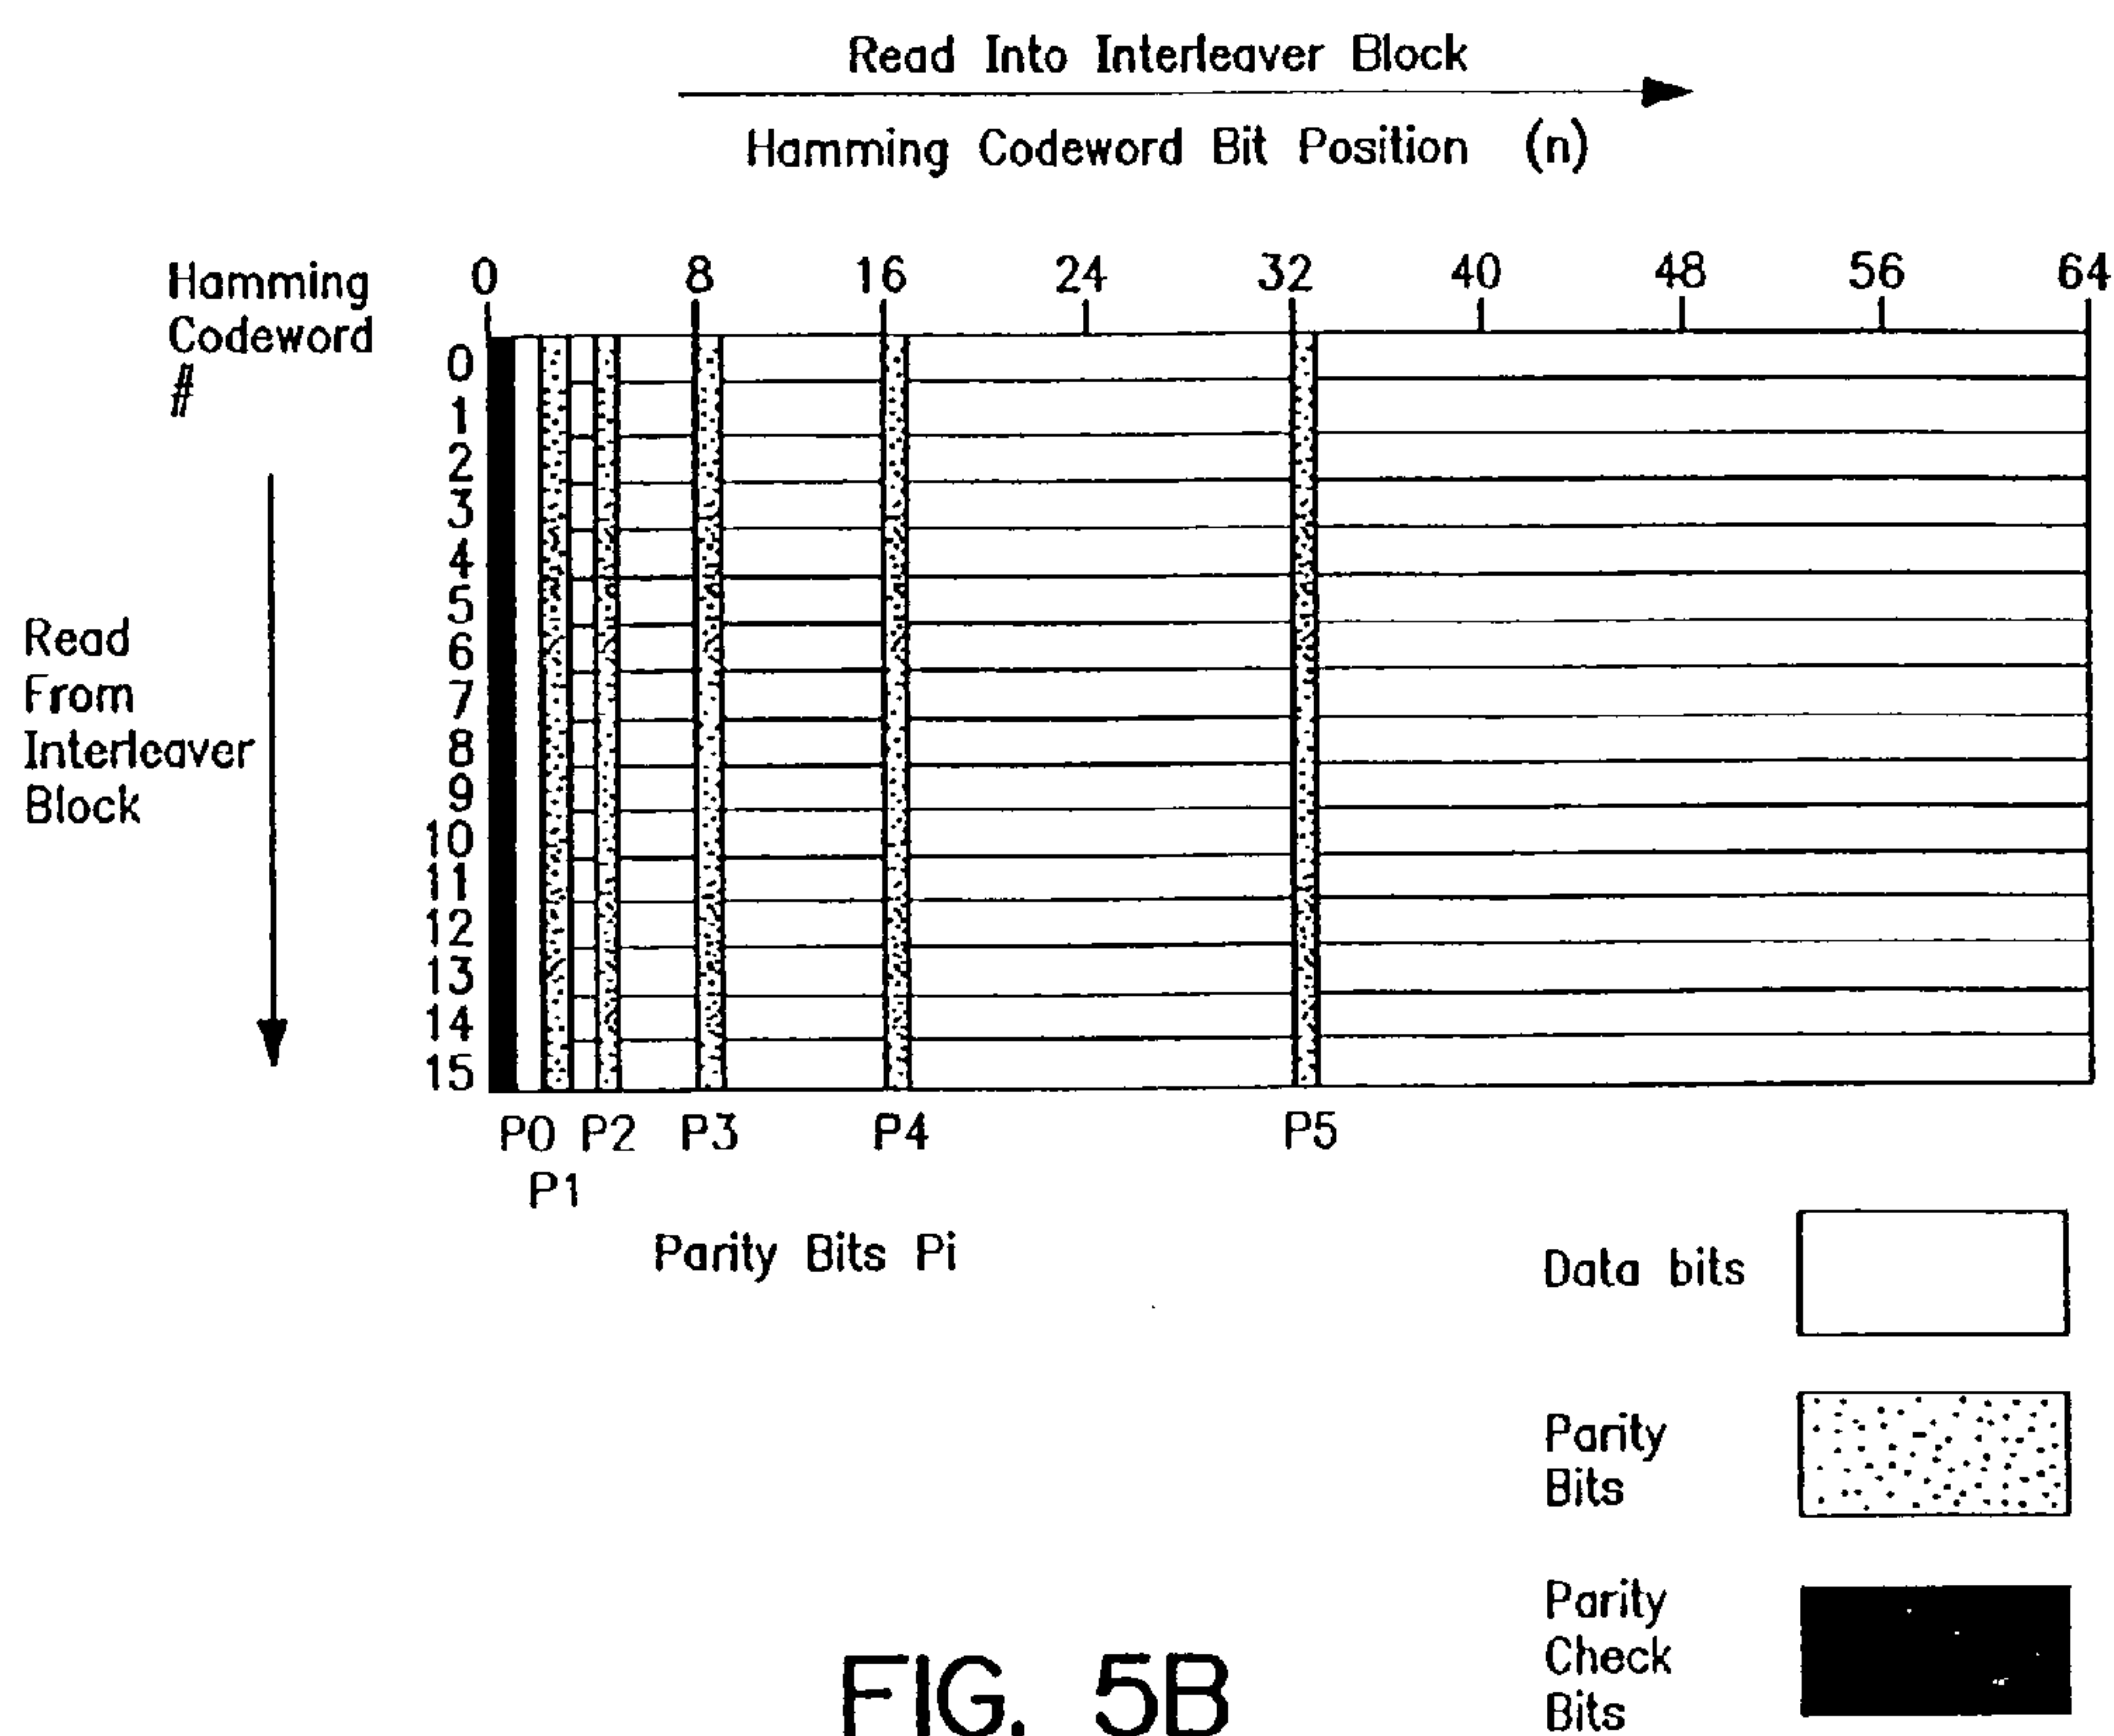 Read Into Interleaver Block
Hamming Codeword Bit Position (n)
0 8 16 24 32 40 48 56 64
Hamming
Codeword
#
0
1
2
3
4
5
6
7
8
9
10
11
12
13
14
15
Read
From
Interleaver
Block
P0 P2 P3 P4 P5
P1
Parity Bits Pi
Data bits
Parity
Bits
Parity
Check
Bits
FIG. 5B